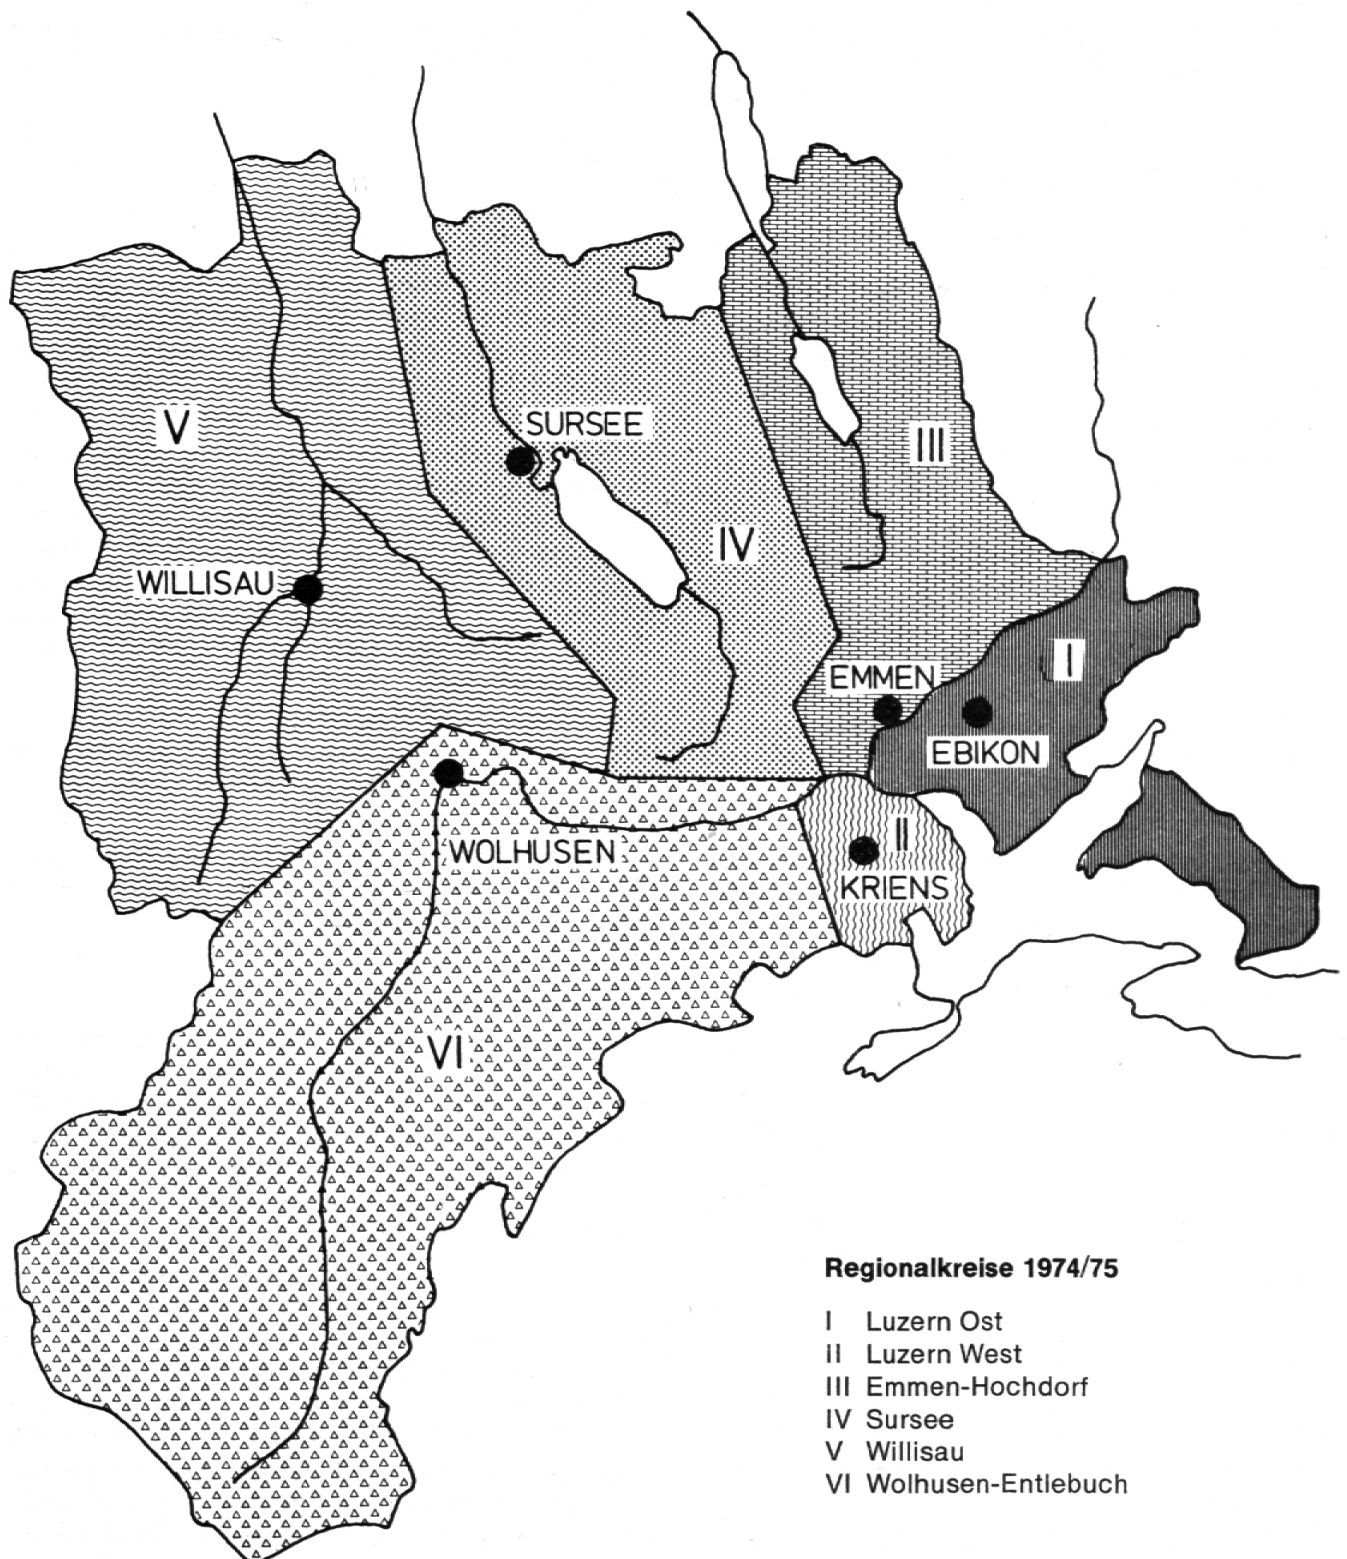 V
SURSEE
III
IV
WILLISAU
I
EMMEN
EBIKON
II
WOLHUSEN
KRIENS
VI
Regionalkreise 1974/75
I Luzern Ost
II Luzern West
III Emmen-Hochdorf
IV Sursee
V Willisau
VI Wolhusen-Entlebuch